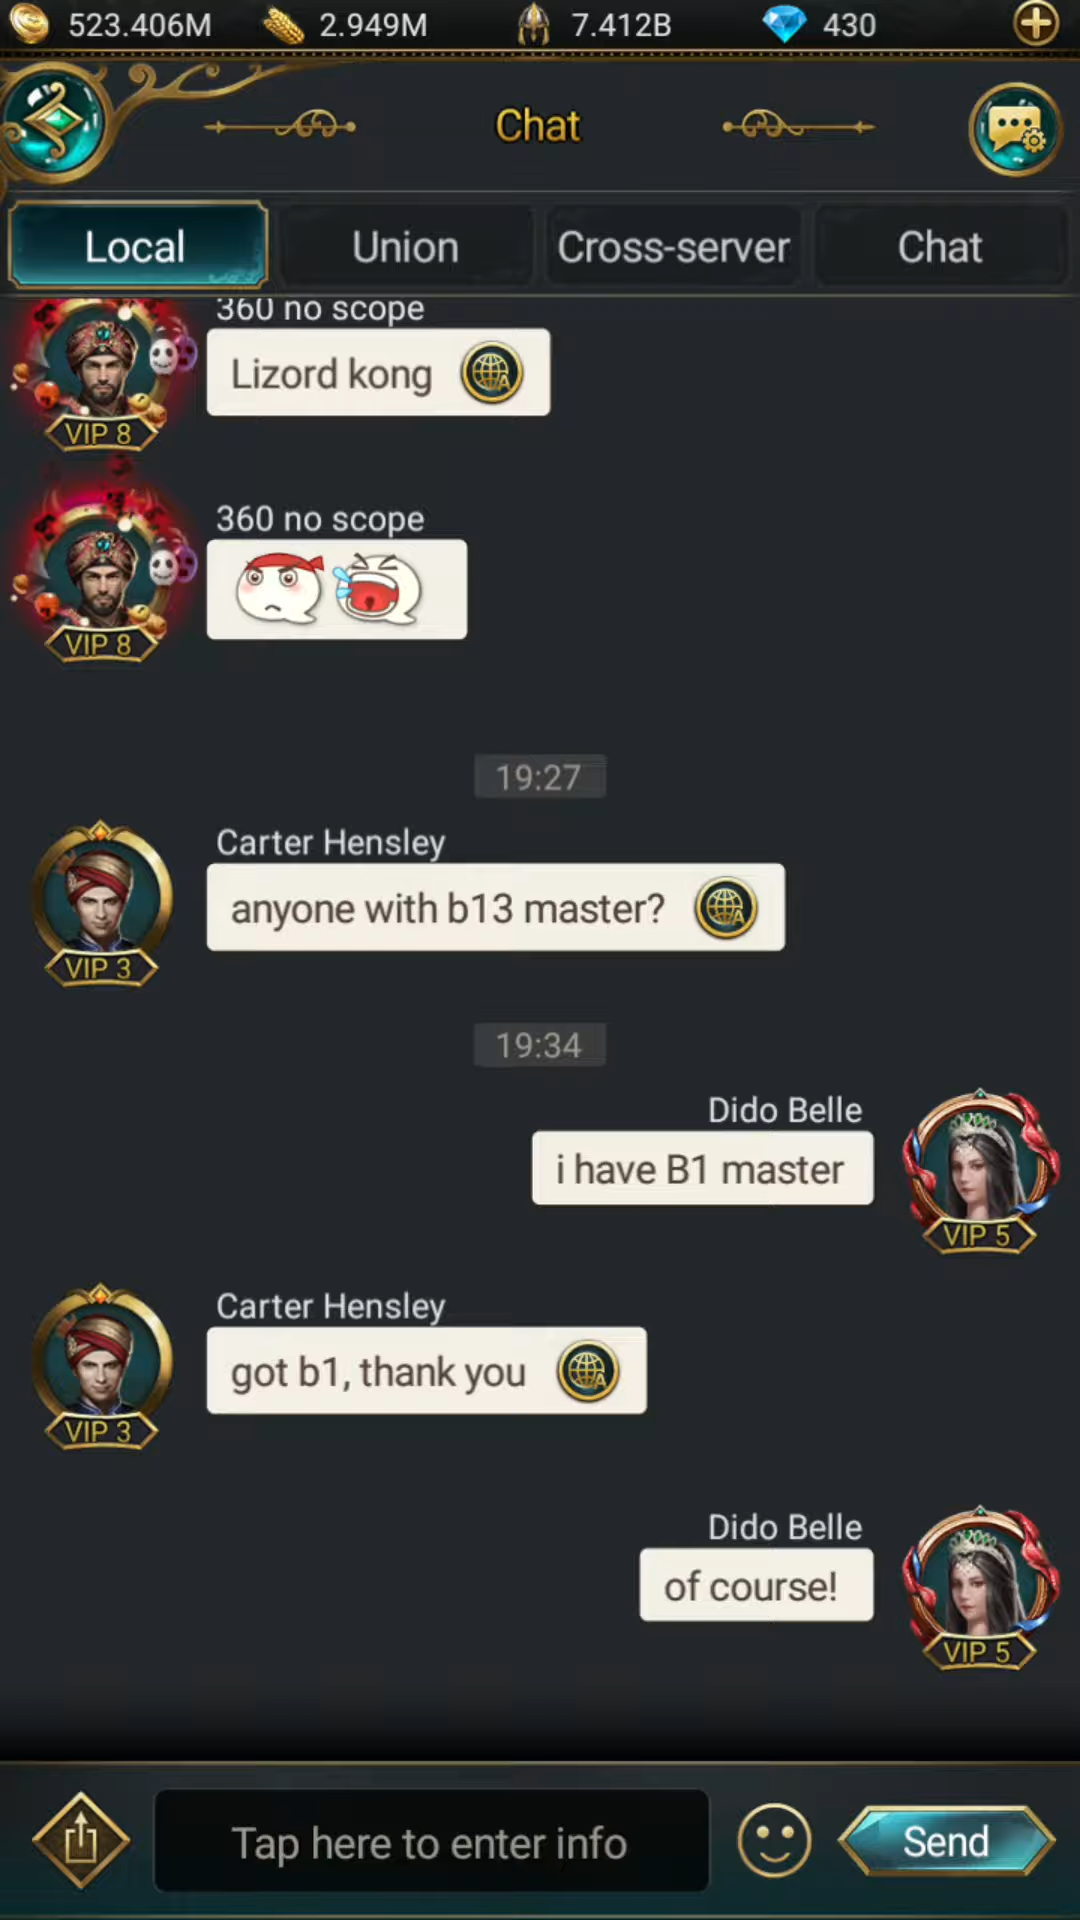 523.406M 2.949M 7.412B 430
Chat
Local Union Cross-server Chat
360 no scope
Lizord kong
VIP 8
360 no scope
VIP 8
19:27
Carter Hensley
anyone with b13 master?
VIP 3
19:34
Dido Belle
i have B1 master
VIP 5
Carter Hensley
got b1, thank you
VIP 3
Dido Belle
of course!
VIP 5
Tap here to enter info Send